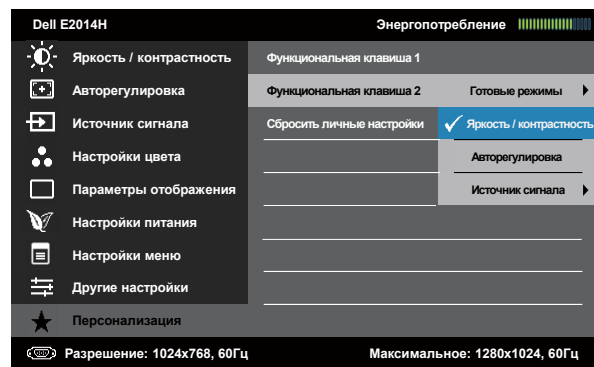 Dell E2014H Энергопотребление
Яркость / контрастность Функциональная клавиша 1
Авторегулировка Функциональная клавиша 2 Готовые режимы
Источник сигнала Сбросить личные настройки Яркость / контрастность
Настройки цвета Авторегулировка
Параметры отображения Источник сигнала
Настройки питания
Настройки меню
Другие настройки
Персонализация
Разрешение: 1024x768, 60Гц Максимальное: 1280x1024, 60Гц